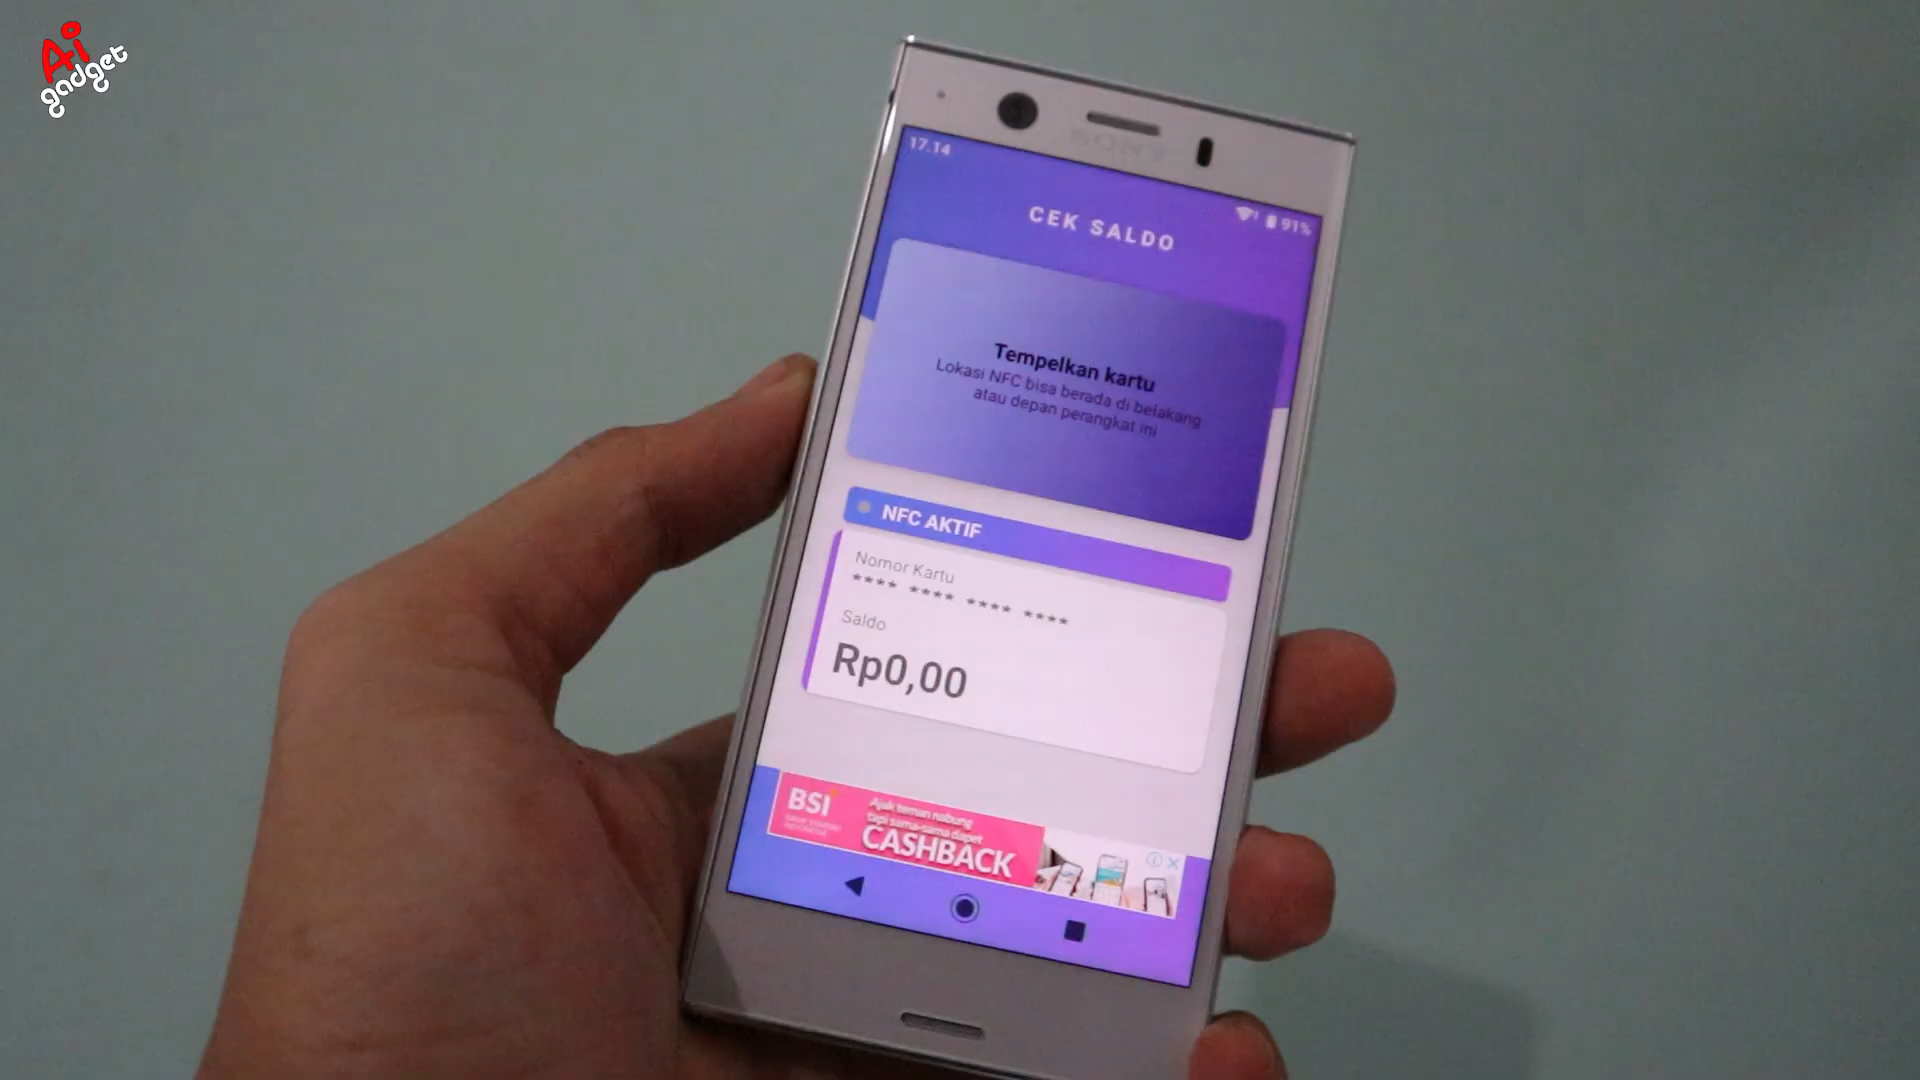 Ai
gadget
SONY
17.14
91%
CEK SALDO
Tempelkan kartu
Lokasi NFC bisa berada di belakang
atau depan perangkat ini
NFC AKTIF
Nomor Kartu
**** **** **** ****
Saldo
Rp0,00
BSI
Ajak teman nabung
tapi sama-sama dapet
CASHBACK